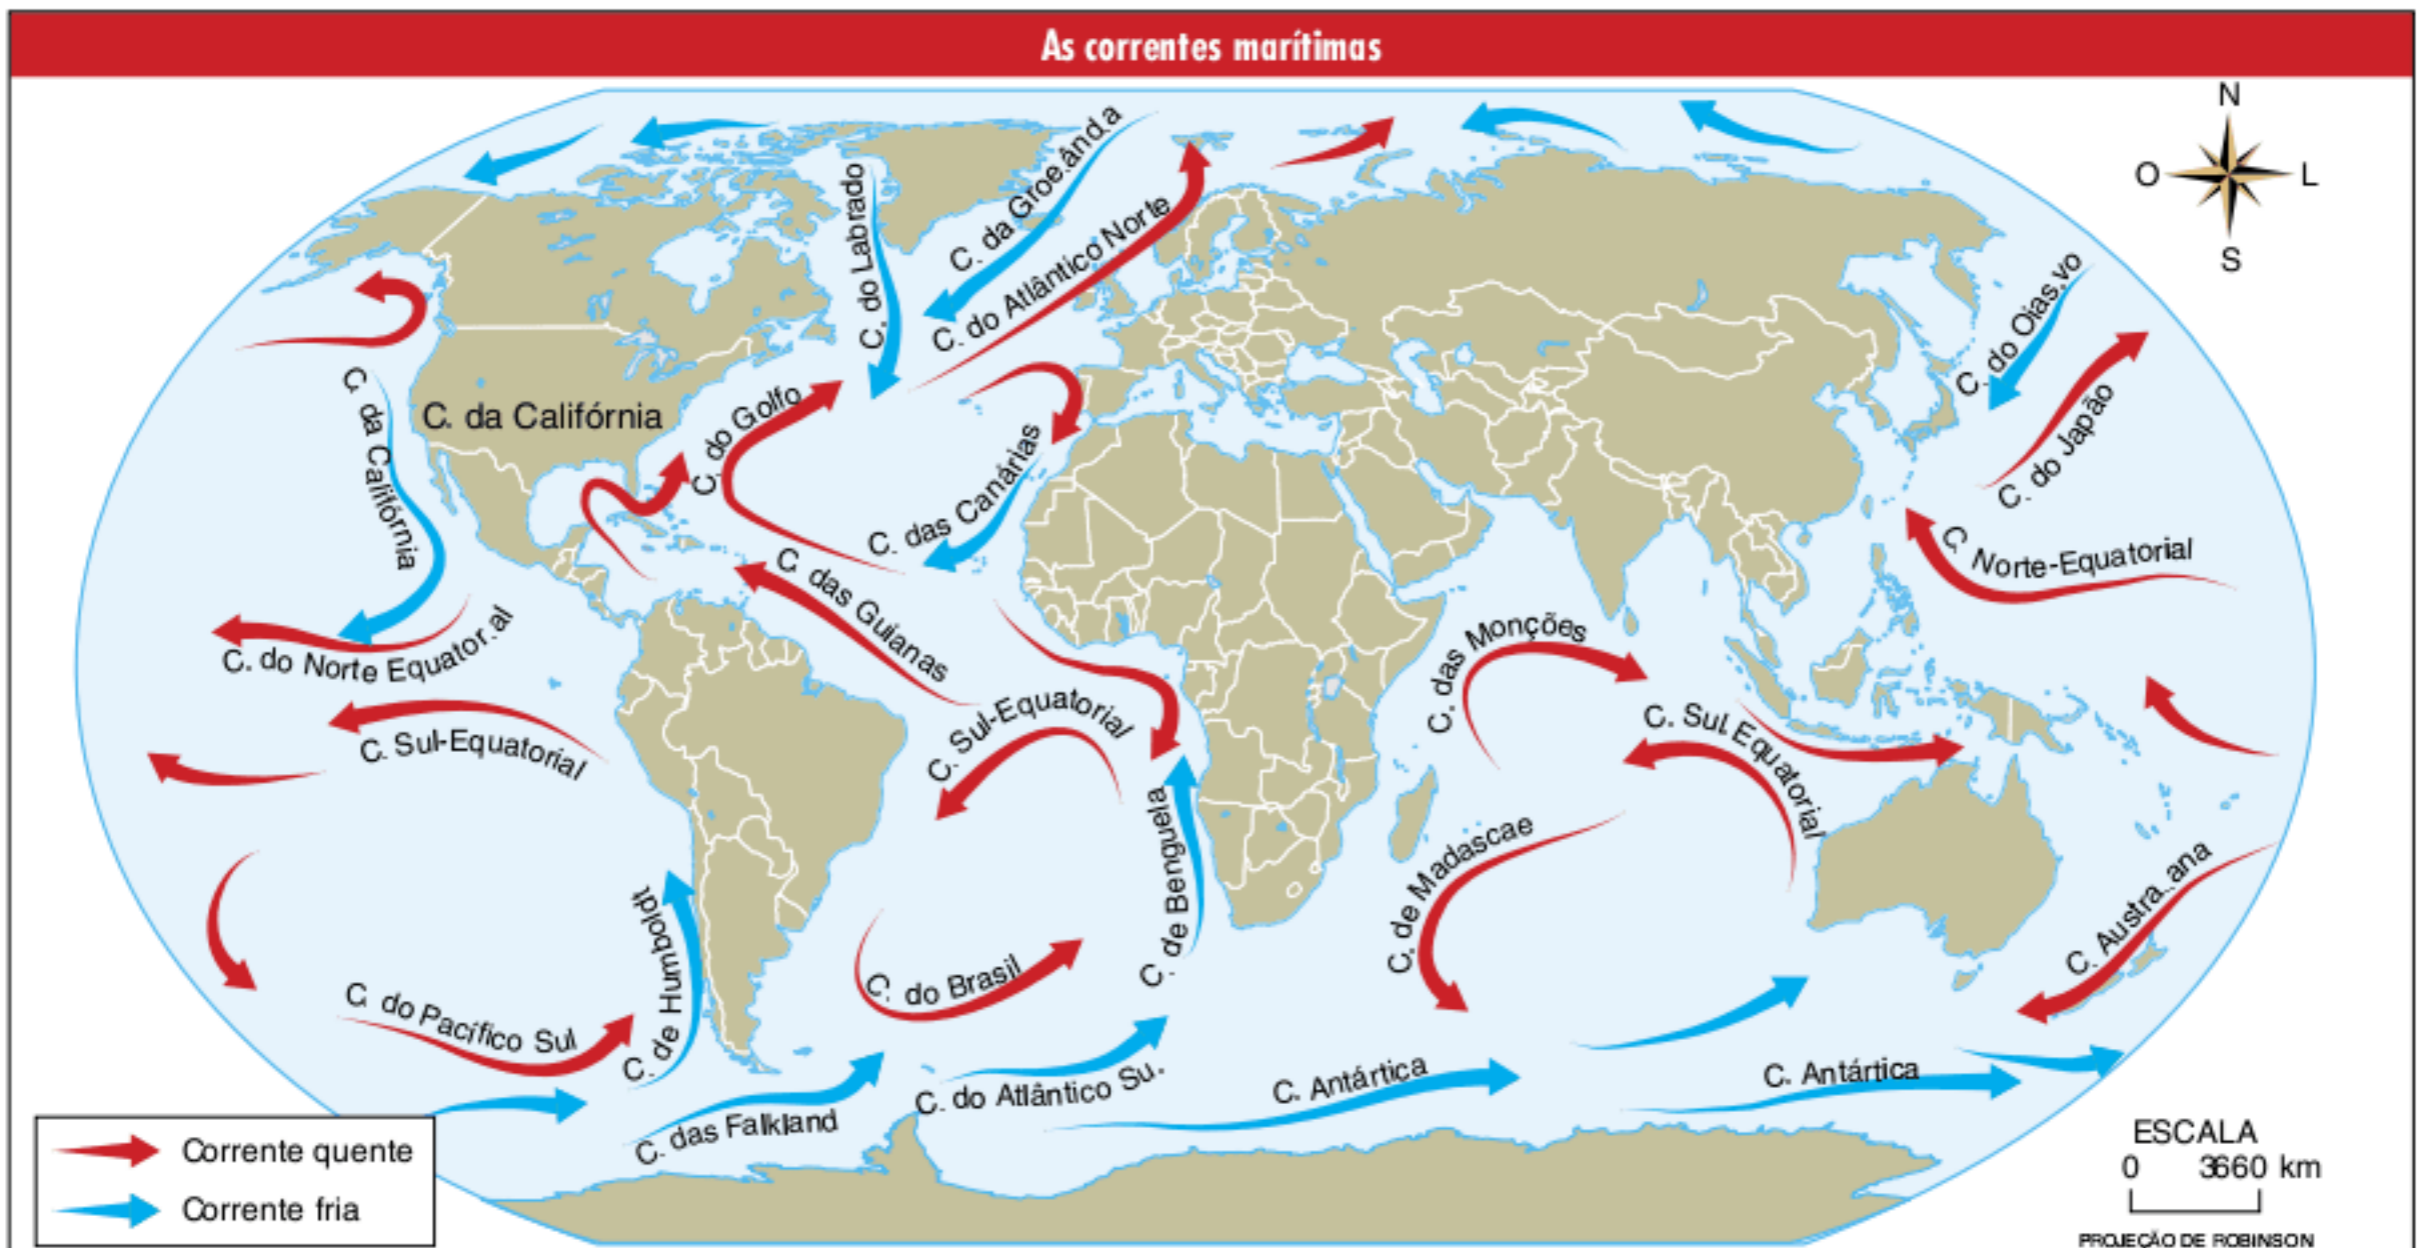 As correntes marítimas
N
O
L
S
C. da Groe.ând.a
C. do Labrado
C. do Atlântico Norte
C. do Oias.vo
C. da Califórnia
C. da Califórnia
C. do Golfo
C. do Japão
C. das Canárias
C. Norte-Equatorial
C. das Guianas
C. do Norte Equator.al
C. das Monções
C. Sul-Equatorial
C. Sul-Equatorial
C. Sul Equatorial
C. de Benguela
C. de Madascae
C. Austra..ana
C. de Humboldt
C. do Brasil
C. do Pacífico Sul
C. do Atlântico Su.
C. Antártica
C. Antártica
C. das Falkland
Corrente quente
Corrente fria
ESCALA
0 3660 km
PROJEÇÃO DE ROBINSON